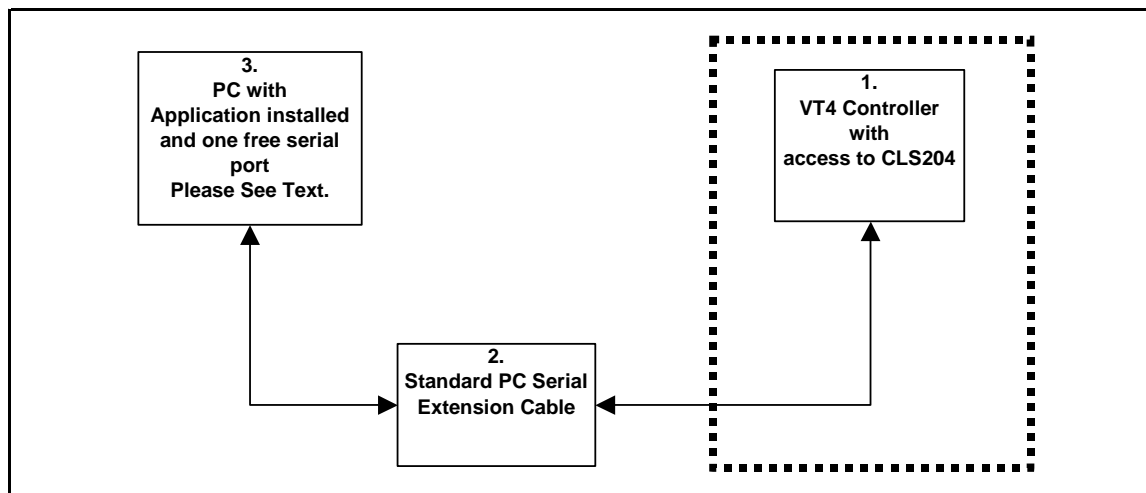 3.
PC with
Application installed
and one free serial
port
Please See Text.
1.
VT4 Controller
with
access to CLS204
2.
Standard PC Serial
Extension Cable